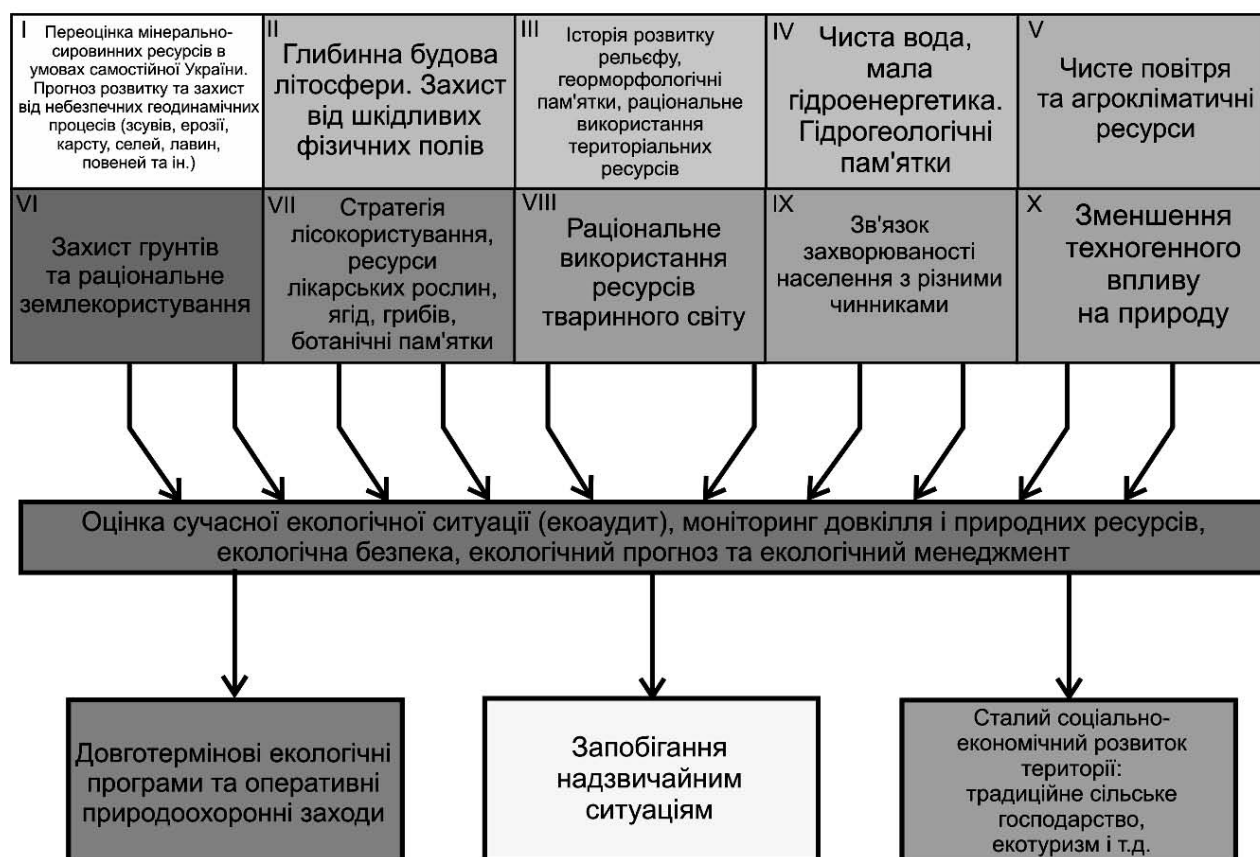 I
Переоцінка мінерально-
сировинних ресурсів в
умовах самостійної України.
Прогноз розвитку та захист
від небезпечних геодинамічних
процесів (зсувів, ерозії,
карсту, селей, лавин,
повеней та ін.)
II
Глибинна будова
літосфери. Захист
від шкідливих
фізичних полів
III
Історія розвитку
рельєфу,
георморфологічні
пам'ятки, раціональне
використання
територіальних
ресурсів
IV
Чиста вода,
мала
гідроенергетика.
Гідрогеологічні
пам'ятки
V
Чисте повітря
та агрокліматичні
ресурси
VI
Захист грунтів
та раціональне
землекористування
VII
Стратегія
лісокористування,
ресурси
лікарських рослин,
ягід, грибів,
ботанічні пам'ятки
VIII
Раціональне
використання
ресурсів
тваринного світу
IX
Зв'язок
захворюваності
населення з різними
чинниками
X
Зменшення
техногенного
впливу
на природу
Оцінка сучасної екологічної ситуації (екоаудит), моніторинг довкілля і природних ресурсів,
екологічна безпека, екологічний прогноз та екологічний менеджмент
Довготермінові екологічні
програми та оперативні
природоохоронні заходи
Запобігання
надзвичайним
ситуаціям
Сталий соціально-
економічний розвиток
території:
традиційне сільське
господарство,
екотуризм і т.д.